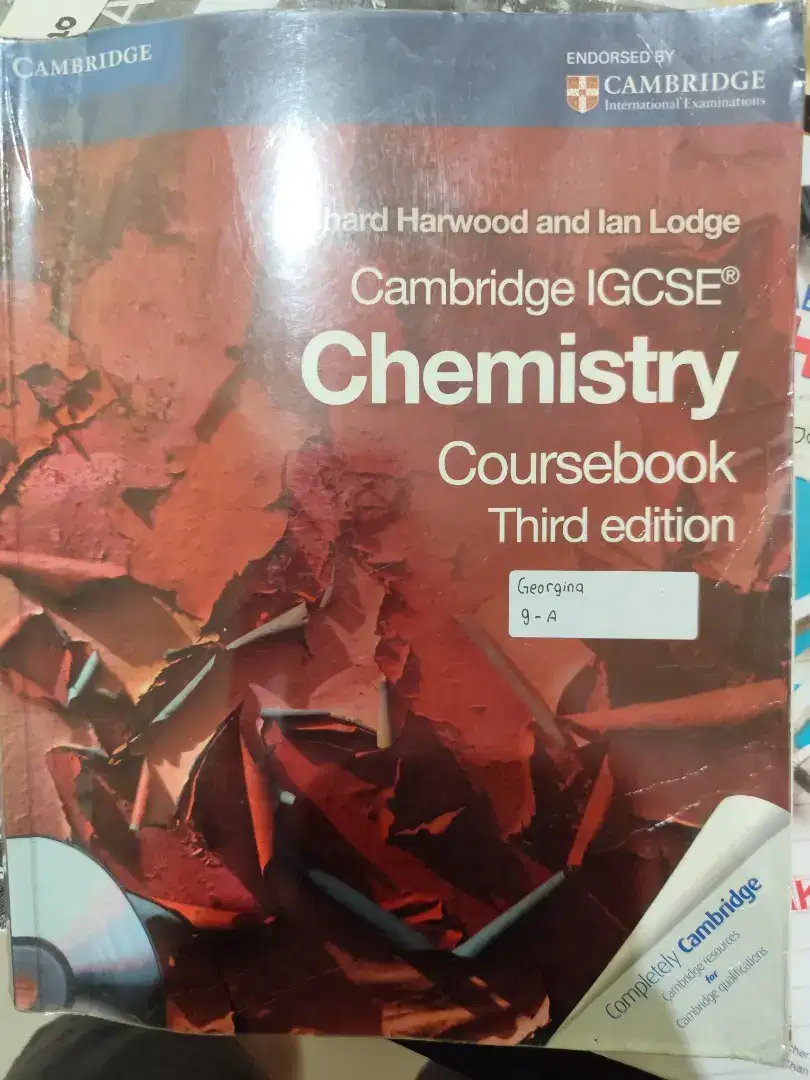 CAMBRIDGE
ENDORSED BY
CAMBRIDGE
International Examinations
Harwood and Ian Lodge
Cambridge IGCSE®
Chemistry
Coursebook
Third edition
Georgina
9-A
Completely Cambridge
Cambridge resources
for
Cambridge qualifications